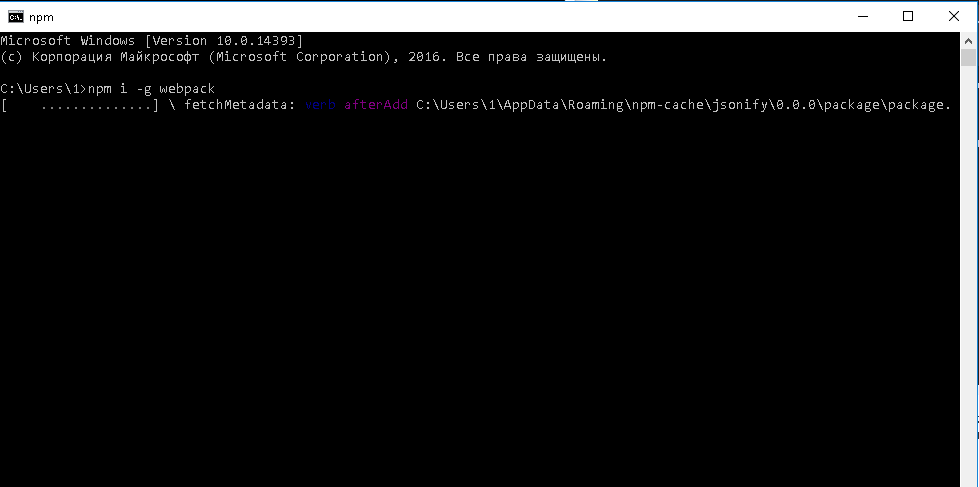 npm
Microsoft Windows [Version 10.0.14393]
(c) Корпорация Майкрософт (Microsoft Corporation), 2016. Все права защищены.
C:\Users\1>npm i -g webpack
[    ..............] \ fetchMetadata: verb afterAdd C:\Users\1\AppData\Roaming\npm-cache\jsonify\0.0.0\package\package.